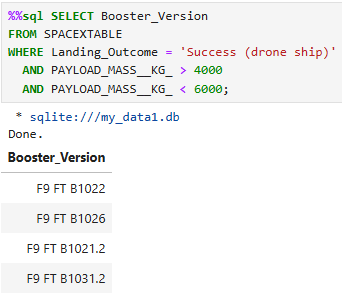 %%sql SELECT Booster_Version
FROM SPACEXTABLE
WHERE Landing_Outcome = 'Success (drone ship)'
  AND PAYLOAD_MASS__KG_ > 4000
  AND PAYLOAD_MASS__KG_ < 6000;
* sqlite:///my_data1.db
Done.
Booster_Version
F9 FT B1022
F9 FT B1026
F9 FT B1021.2
F9 FT B1031.2